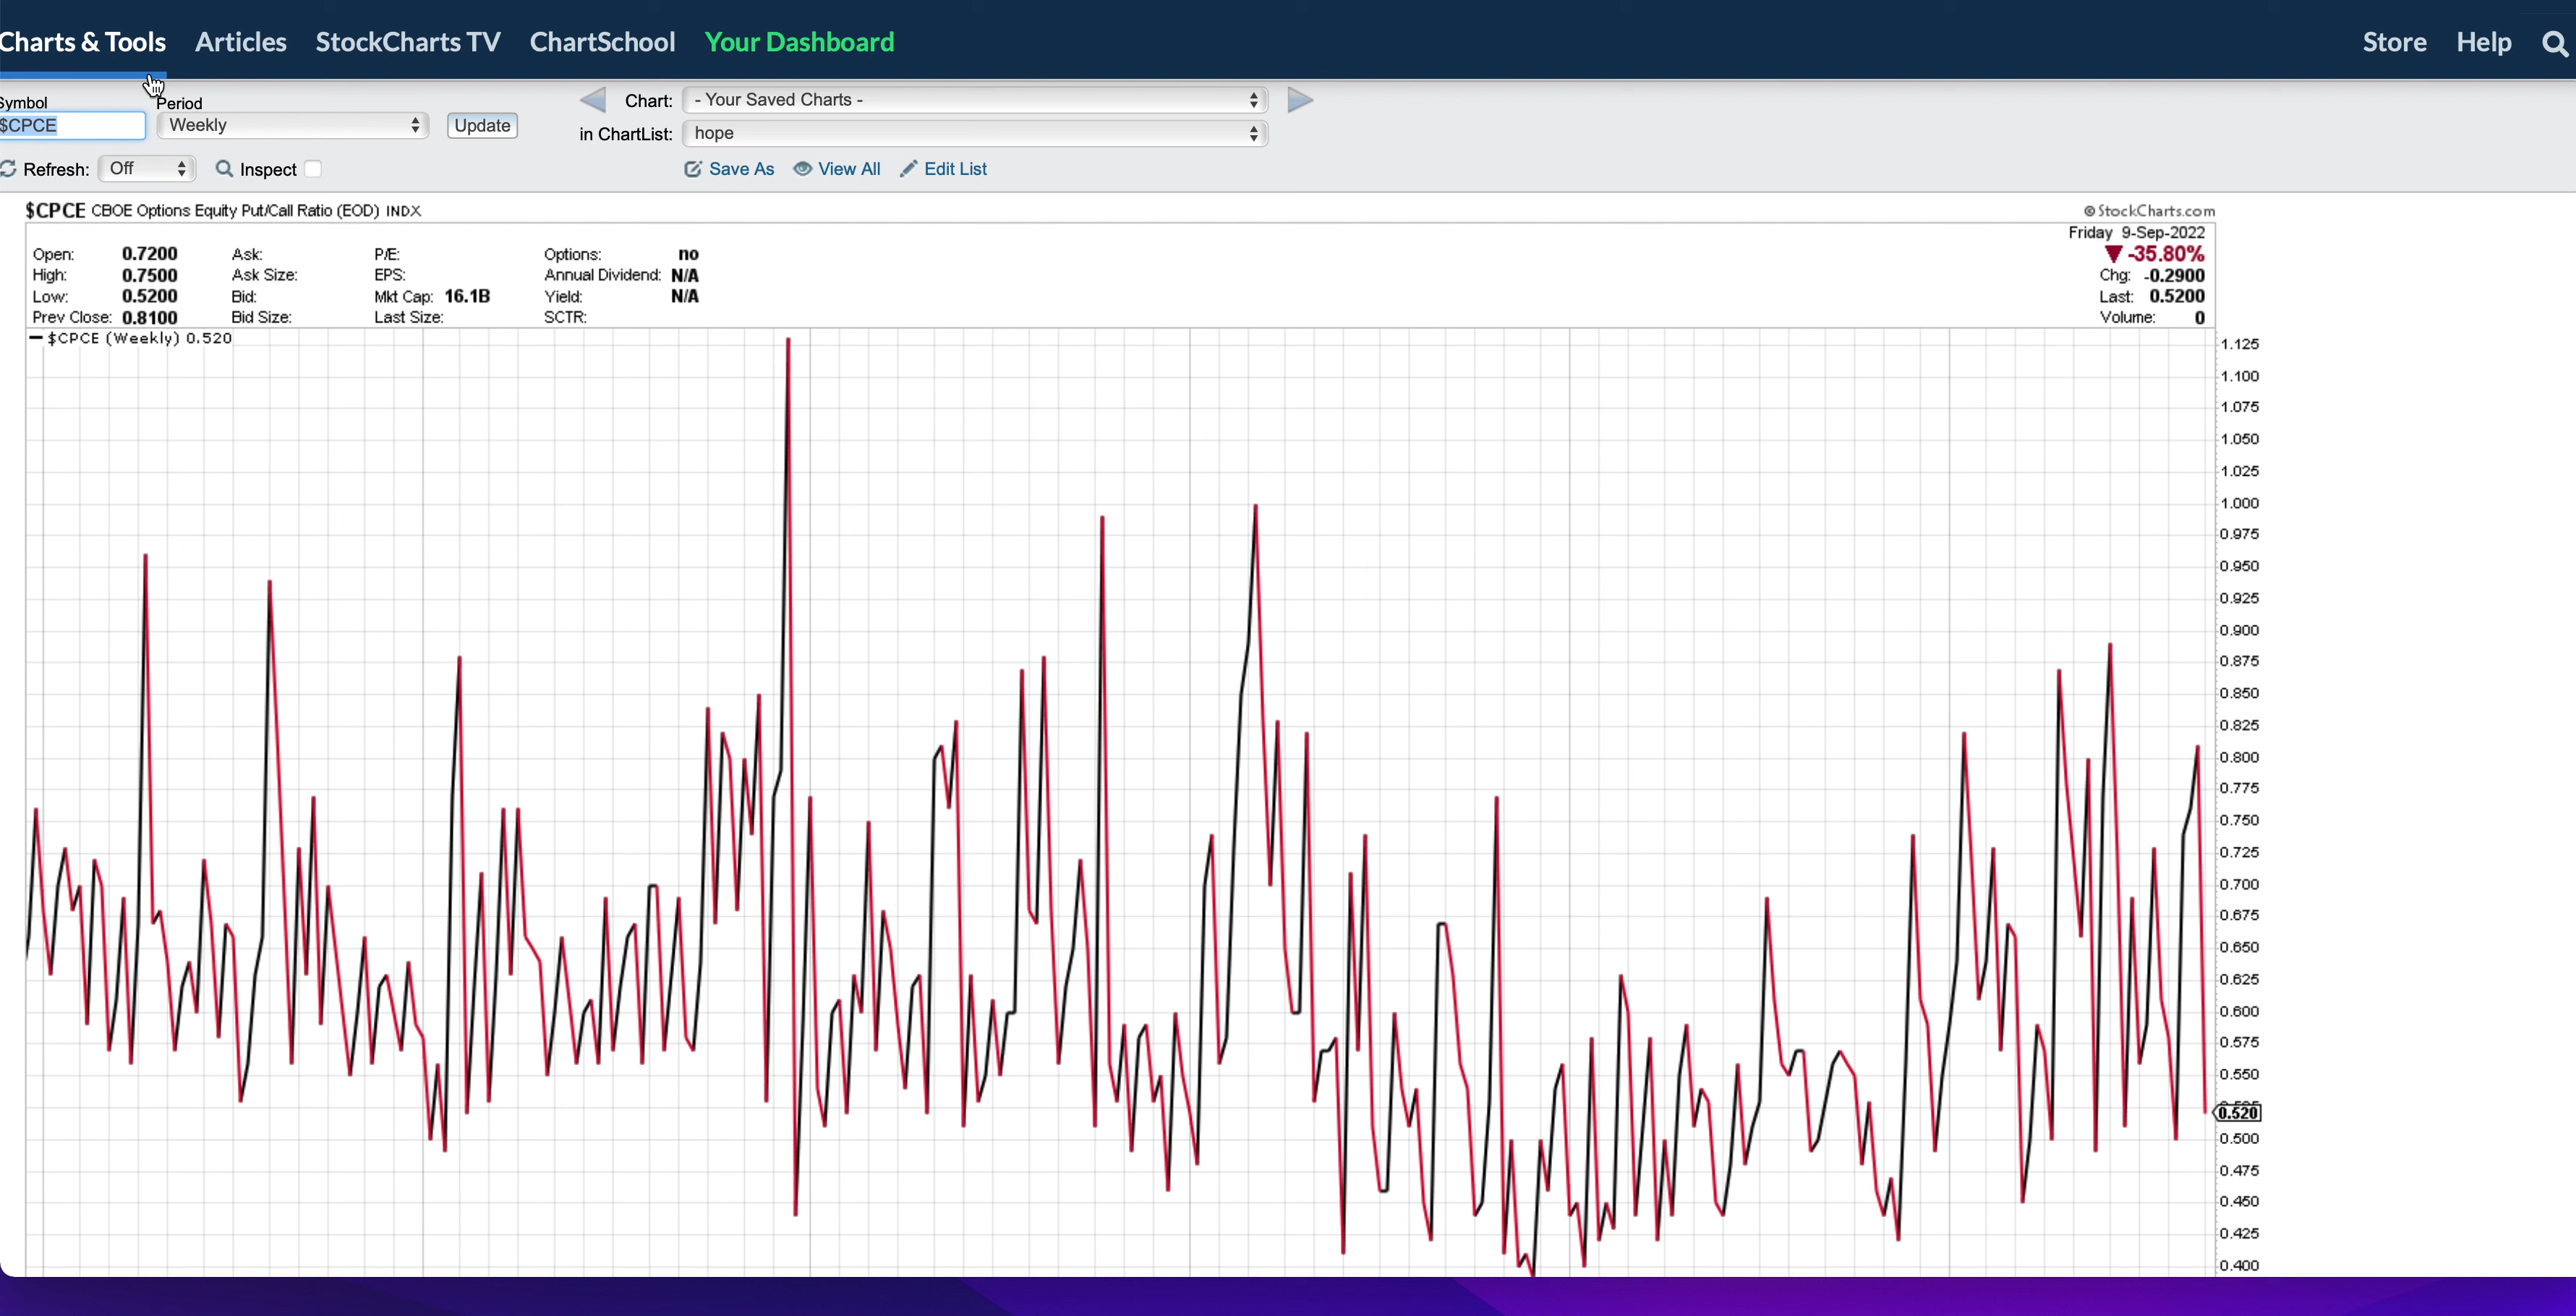 Charts & Tools Articles StockCharts TV ChartSchool Your Dashboard Store Help
Symbol Period
$CPCE Weekly Update
Chart: - Your Saved Charts -
in ChartList: hope
Refresh: Off Inspect
Save As View All Edit List
$CPCE CBOE Options Equity Put/Call Ratio (EOD) INDX
© StockCharts.com
Friday 9-Sep-2022
Open: 0.7200 Ask: P/E: Options: no
▼ -35.80%
High: 0.7500 Ask Size: EPS: Annual Dividend: N/A
Chg: -0.2900
Low: 0.5200 Bid: Mkt Cap: 16.1B Yield: N/A
Last: 0.5200
Prev Close: 0.8100 Bid Size: Last Size: SCTR:
Volume: 0
$CPCE (Weekly) 0.520
1.125
1.100
1.075
1.050
1.025
1.000
0.975
0.950
0.925
0.900
0.875
0.850
0.825
0.800
0.775
0.750
0.725
0.700
0.675
0.650
0.625
0.600
0.575
0.550
0.520
0.500
0.475
0.450
0.425
0.400